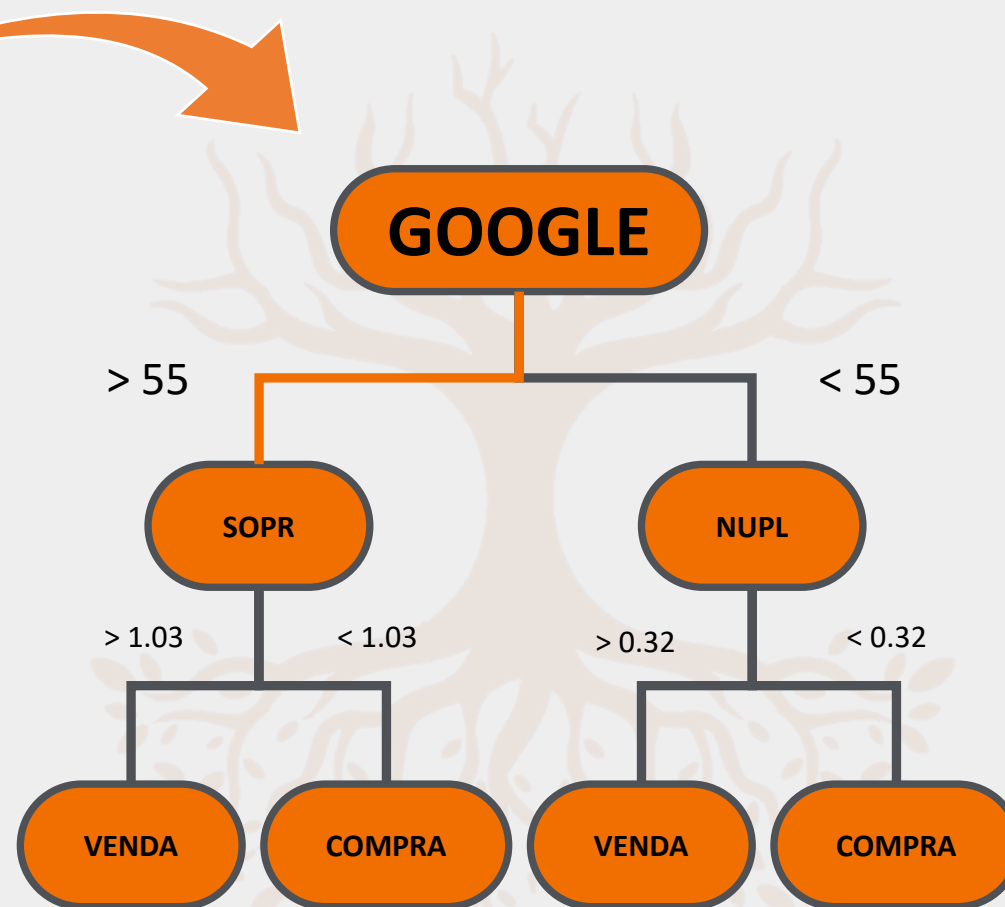 GOOGLE
> 55
< 55
SOPR
NUPL
> 1.03
< 1.03
> 0.32
< 0.32
VENDA
COMPRA
VENDA
COMPRA